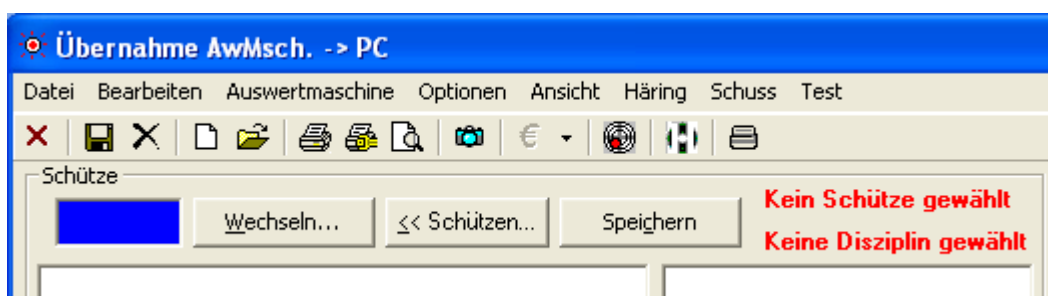 Übernahme AwMsch. -> PC
Datei Bearbeiten Auswertmaschine Optionen Ansicht Häring Schuss Test
€
Schütze
Wechseln... << Schützen... Speichern
Kein Schütze gewählt
Keine Disziplin gewählt